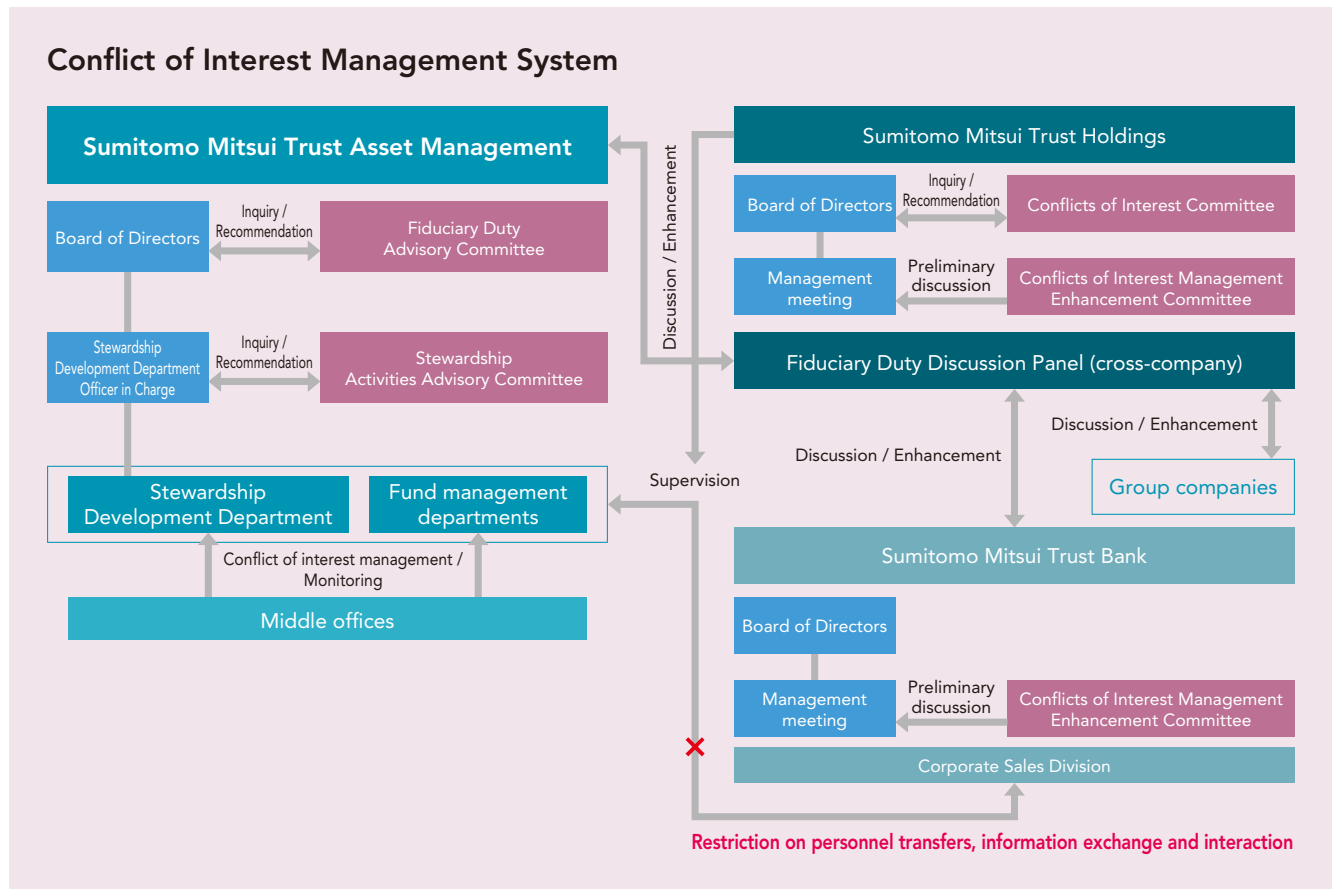 Conflict of Interest Management System
Sumitomo Mitsui Trust Asset Management
Board of Directors
Inquiry /
Recommendation
Fiduciary Duty
Advisory Committee
Stewardship
Development Department
Officer in Charge
Inquiry /
Recommendation
Stewardship
Activities Advisory Committee
Stewardship
Development Department
Fund management
departments
Conflict of interest management /
Monitoring
Middle offices
Discussion / Enhancement
Supervision
Sumitomo Mitsui Trust Holdings
Board of Directors
Inquiry /
Recommendation
Conflicts of Interest Committee
Management
meeting
Preliminary
discussion
Conflicts of Interest Management
Enhancement Committee
Fiduciary Duty Discussion Panel (cross-company)
Discussion / Enhancement
Discussion / Enhancement
Group companies
Sumitomo Mitsui Trust Bank
Board of Directors
Management
meeting
Preliminary
discussion
Conflicts of Interest Management
Enhancement Committee
Corporate Sales Division
Restriction on personnel transfers, information exchange and interaction